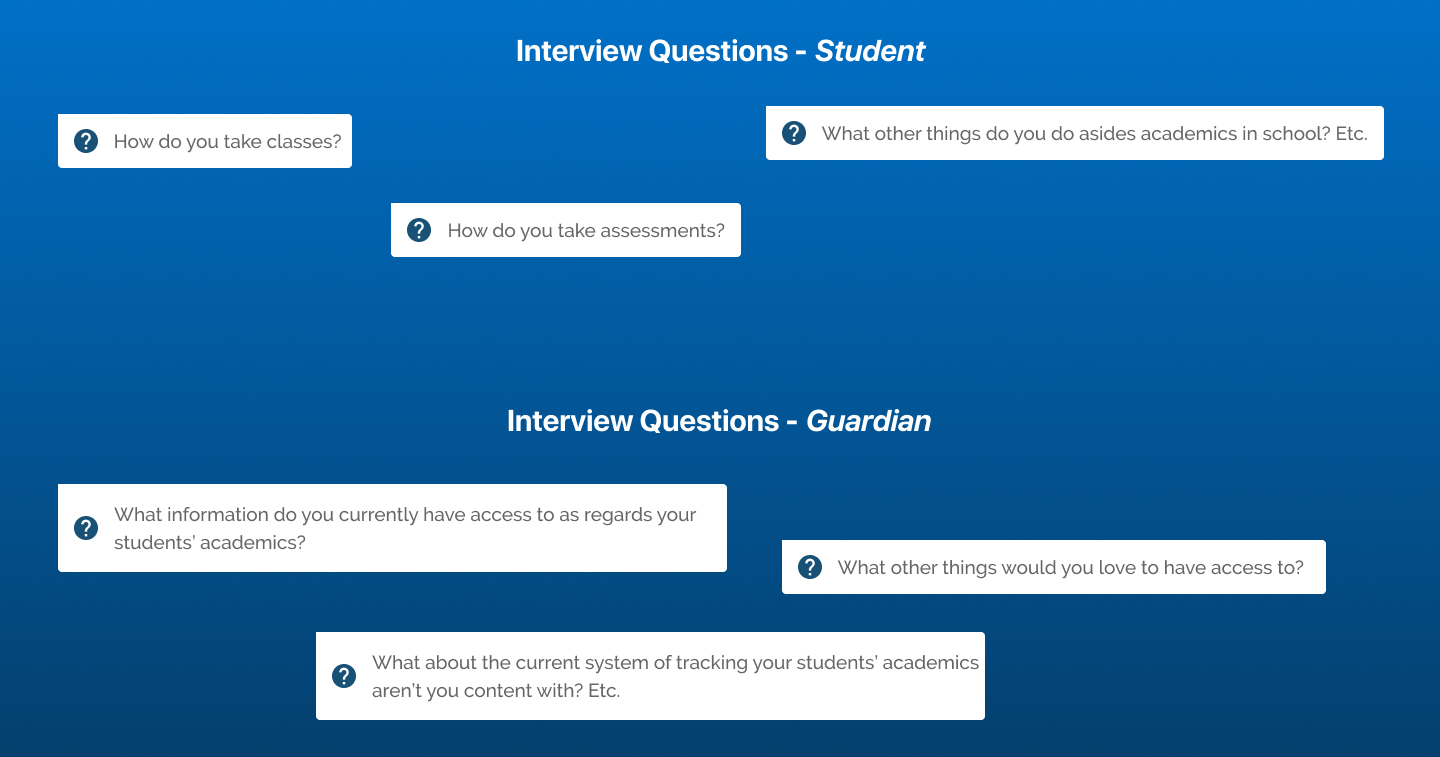 Interview Questions - Student
How do you take classes?
What other things do you do asides academics in school? Etc.
How do you take assessments?
Interview Questions - Guardian
What information do you currently have access to as regards your
students’ academics?
What other things would you love to have access to?
What about the current system of tracking your students’ academics
aren’t you content with? Etc.